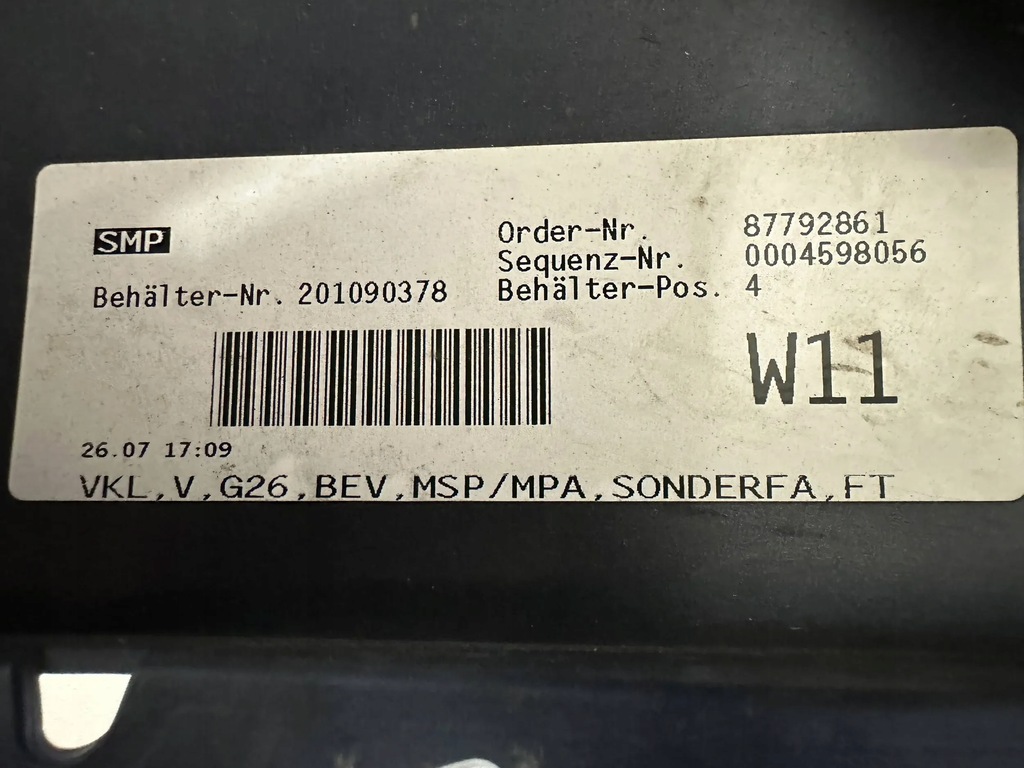 SMP
Order-Nr. 87792861
Sequenz-Nr. 0004598056
Behälter-Nr. 201090378 Behälter-Pos. 4
W11
26.07 17:09
VKL,V,G26,BEV,MSP/MPA,SONDERFA,FT